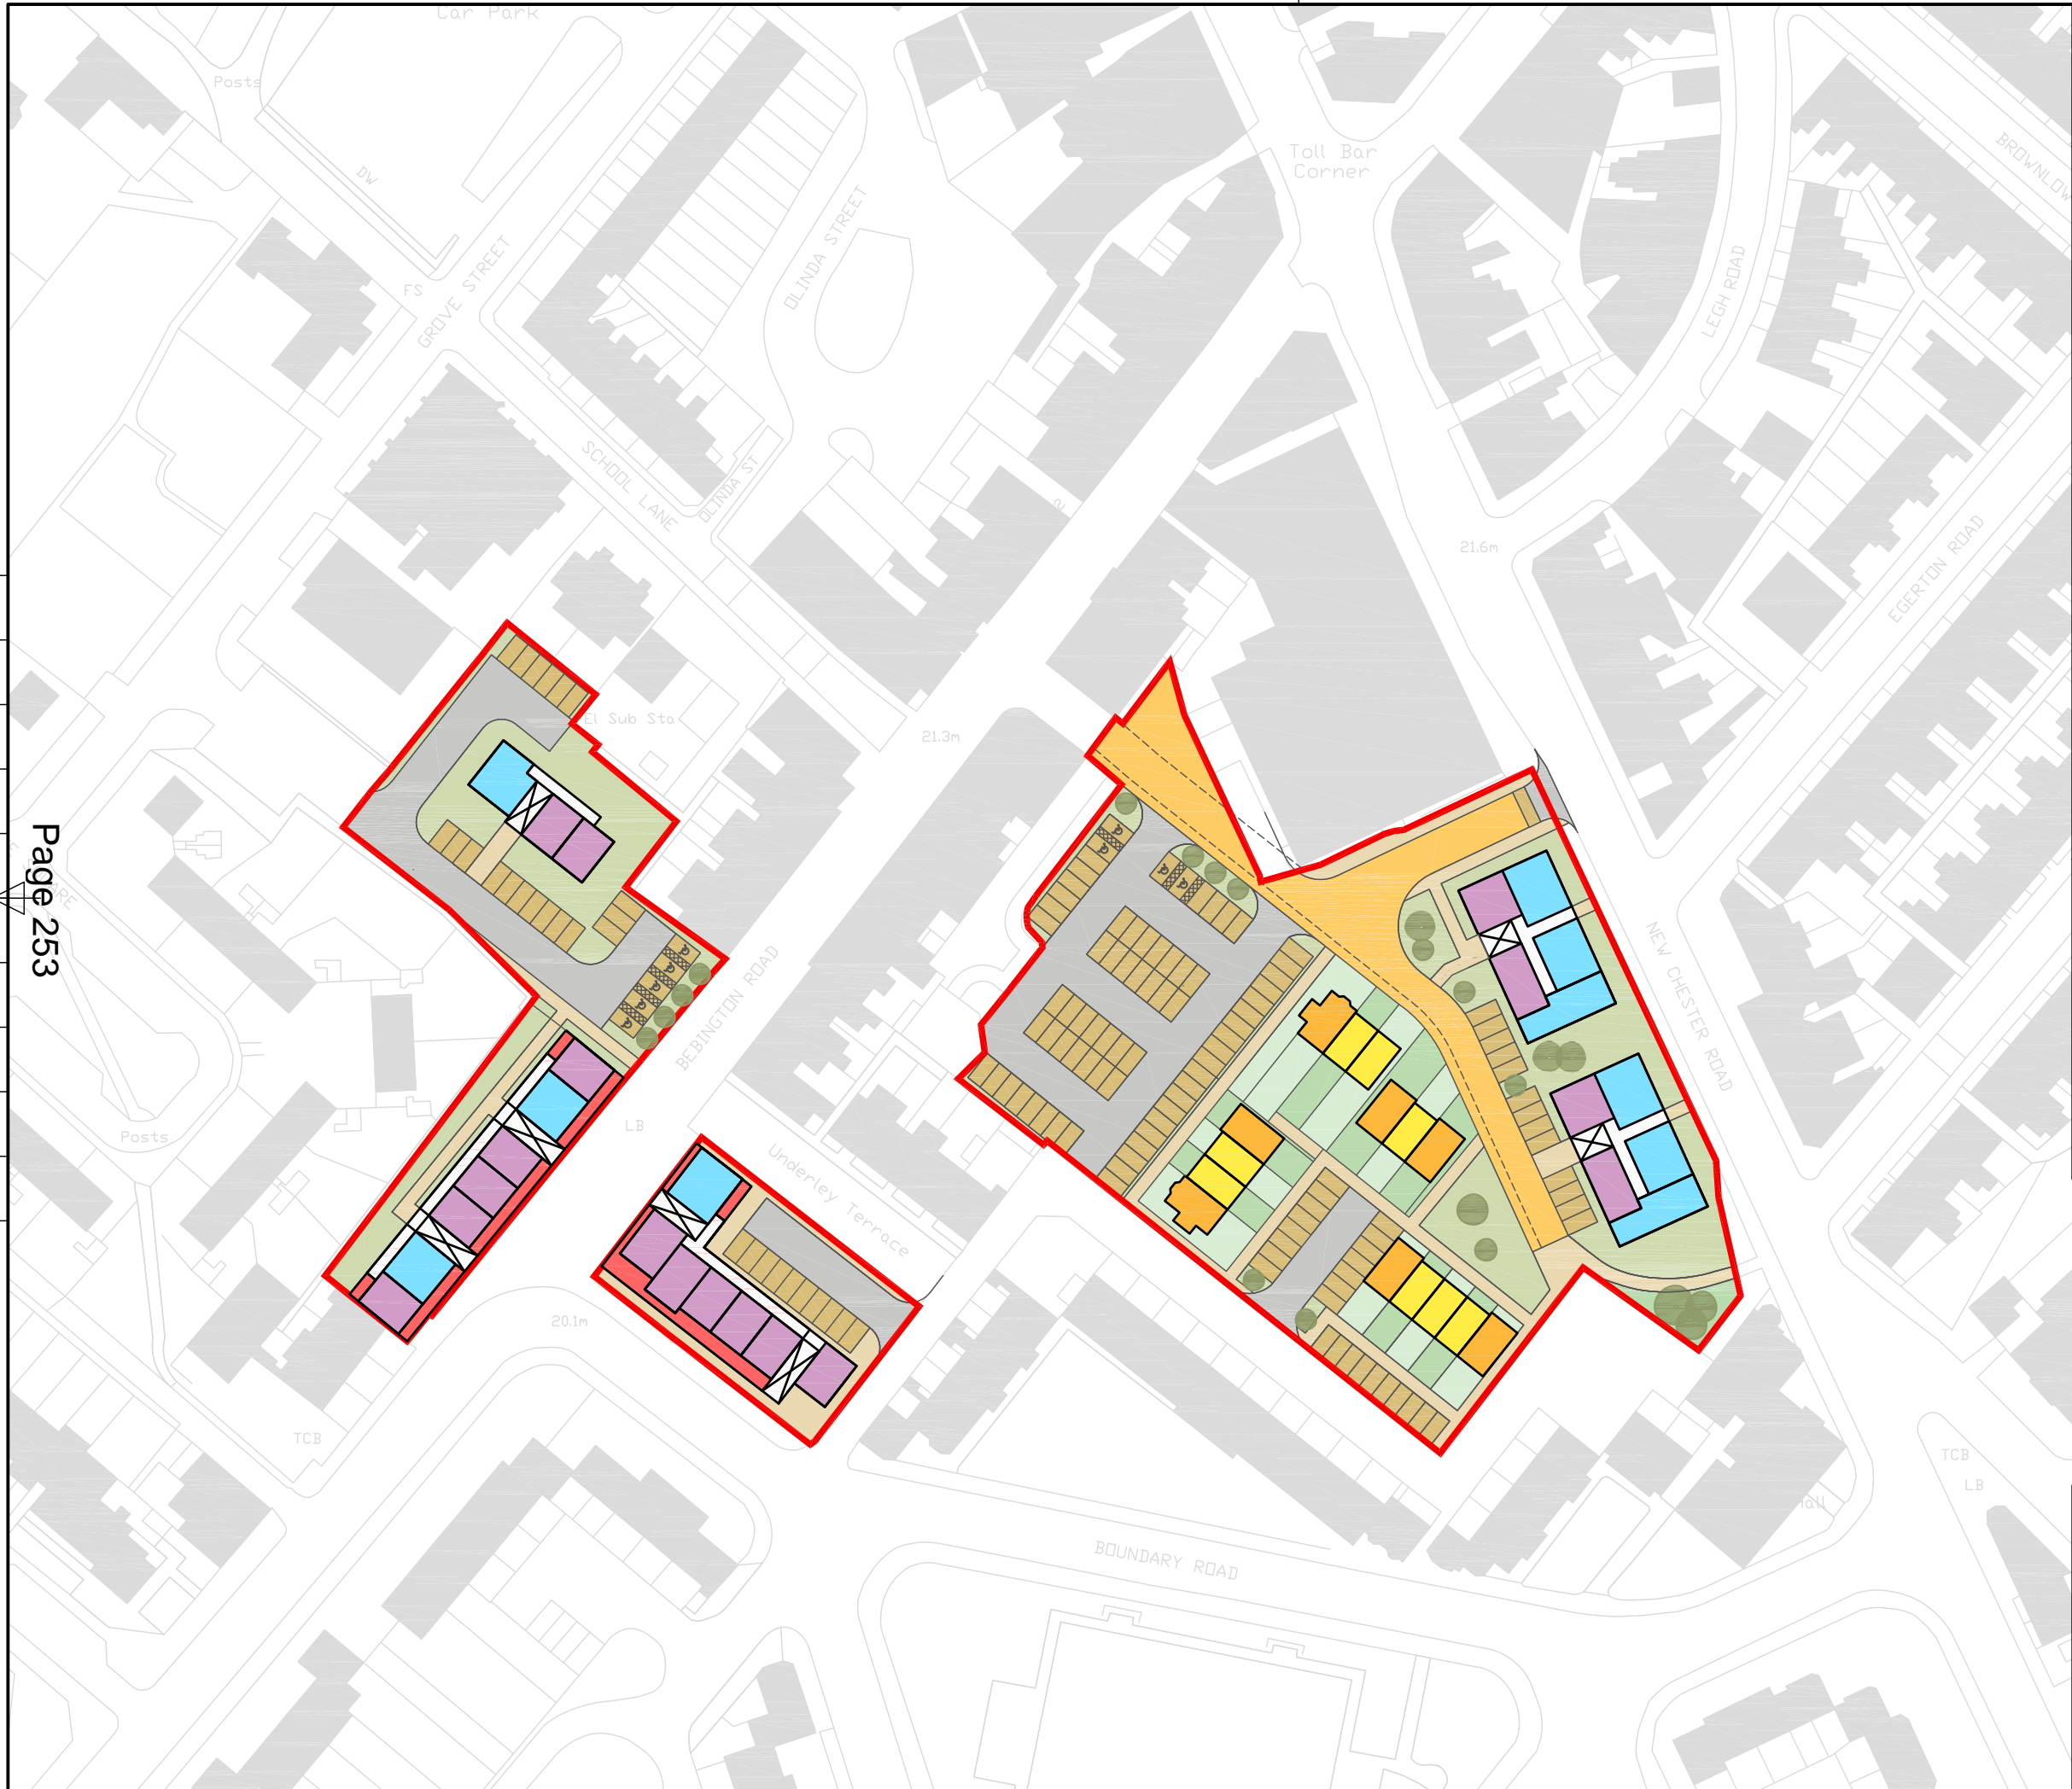 Car Park
Posts
DW
Toll Bar
Corner
BROWNLOW
FS
GROVE STREET
OLINDA STREET
LEGH ROAD
SCHOOL LANE
OLINDA ST
21.6m
EGERTON ROAD
El Sub Sta
21.3m
Page 253
BEBINGTON ROAD
NEW CHESTER ROAD
Posts
LB
Underley Terrace
20.1m
TCB
TCB
LB
BOUNDARY ROAD